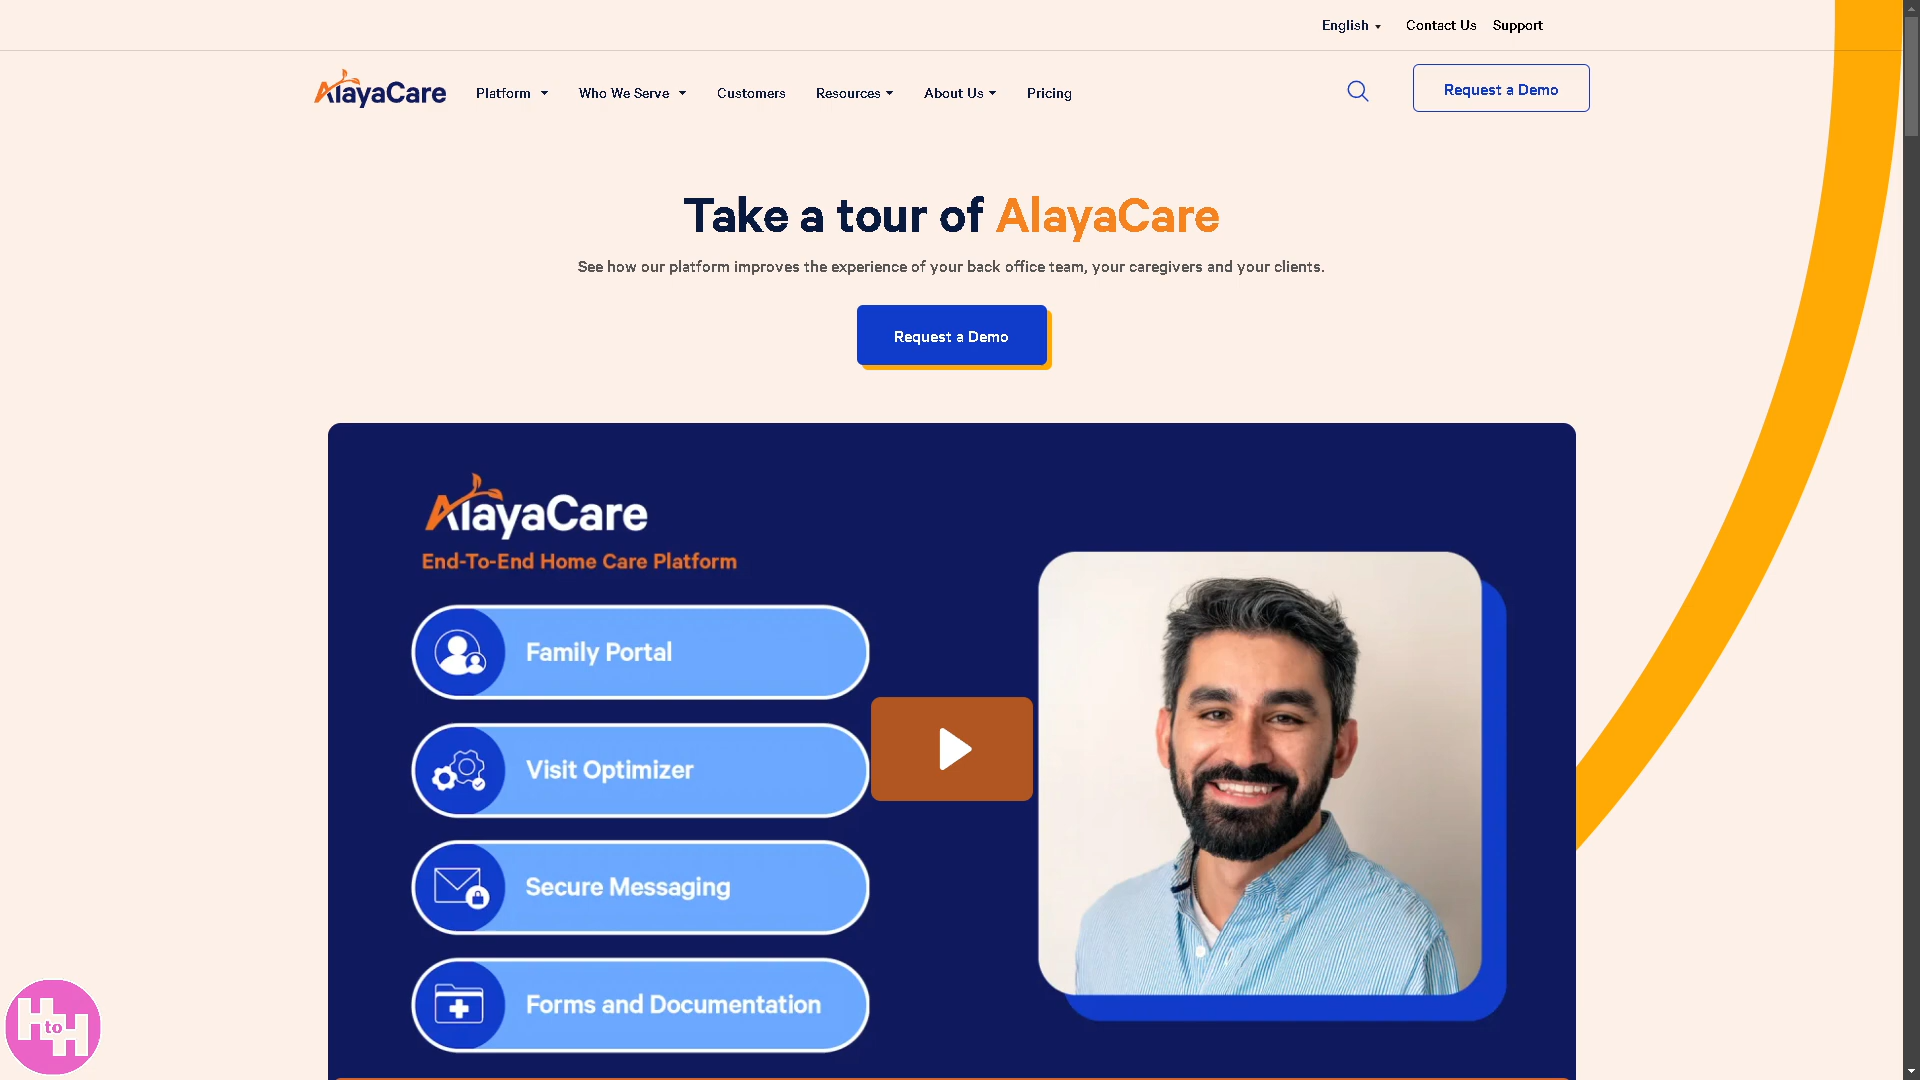 English
Contact Us
Support
AlayaCare
Platform
Who We Serve
Customers
Resources
About Us
Pricing
Request a Demo
Take a tour of AlayaCare
See how our platform improves the experience of your back office team, your caregivers and your clients.
Request a Demo
AlayaCare
End-To-End Home Care Platform
Family Portal
Visit Optimizer
Secure Messaging
Forms and Documentation
H to H